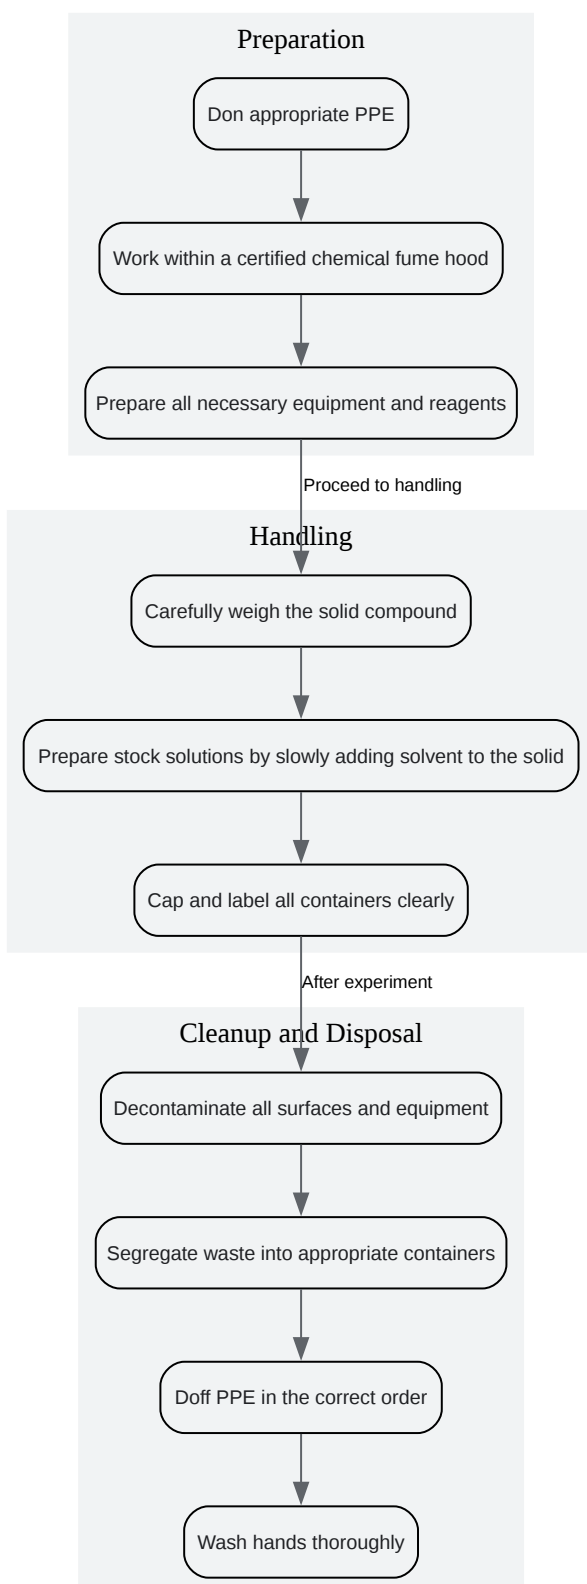 Preparation
Don appropriate PPE
Work within a certified chemical fume hood
Prepare all necessary equipment and reagents
Proceed to handling
Handling
Carefully weigh the solid compound
Prepare stock solutions by slowly adding solvent to the solid
Cap and label all containers clearly
After experiment
Cleanup and Disposal
Decontaminate all surfaces and equipment
Segregate waste into appropriate containers
Doff PPE in the correct order
Wash hands thoroughly